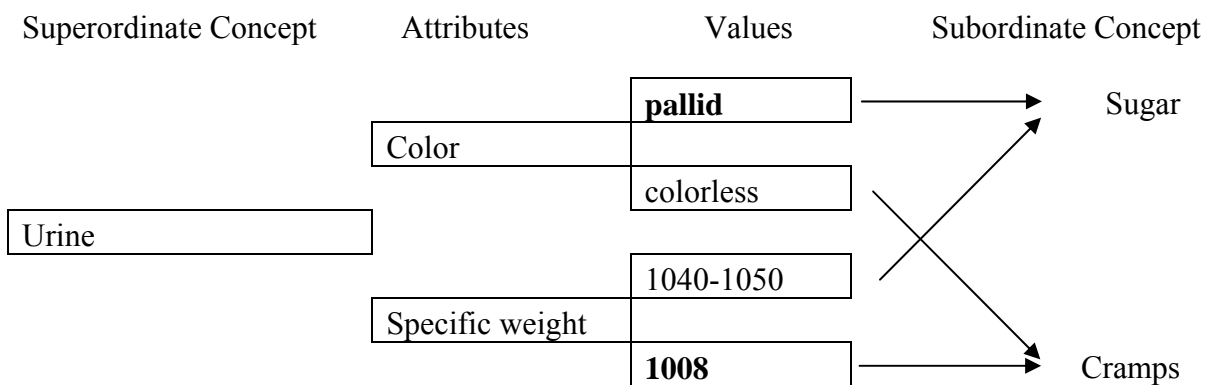 Superordinate Concept Attributes Values Subordinate Concept
pallid Sugar
Color
colorless
Urine
1040-1050
Specific weight
1008 Cramps